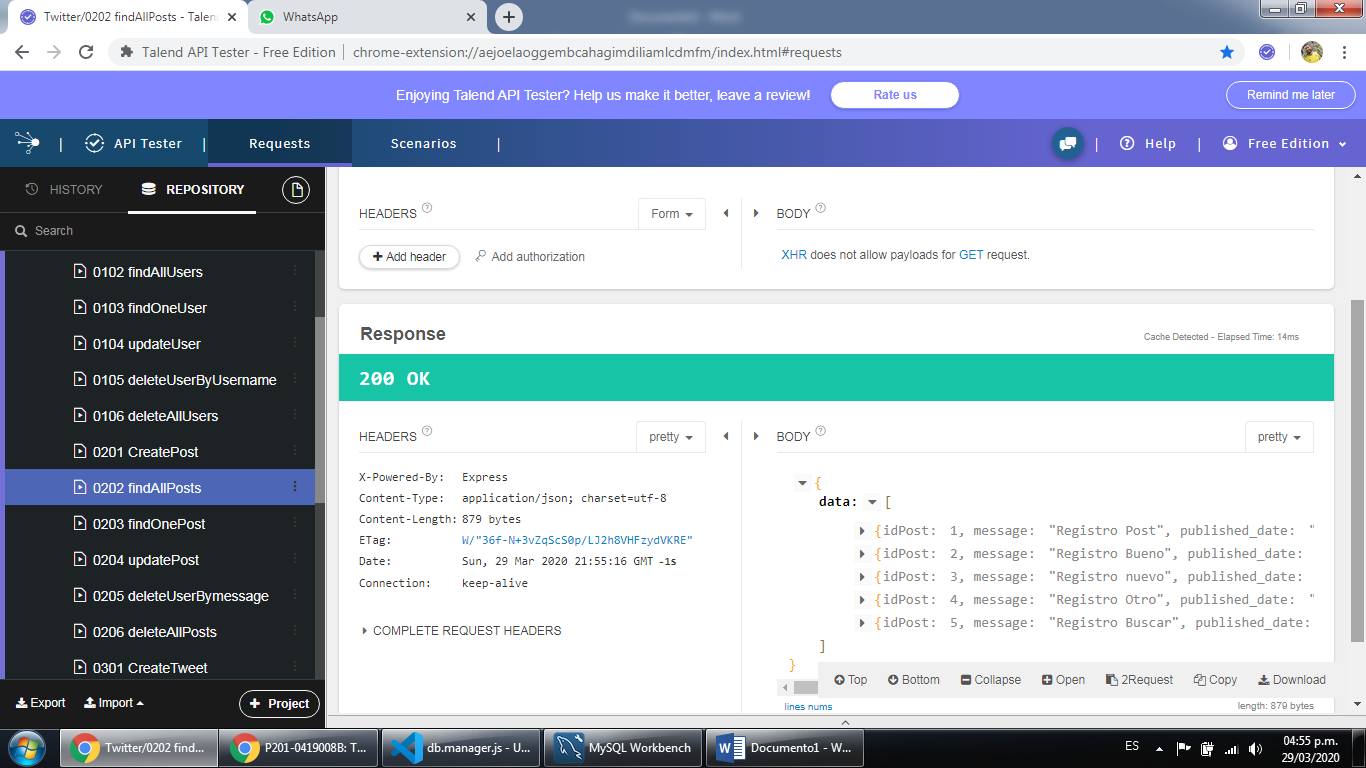 Twitter/0202 findAllPosts - Talen
WhatsApp
Talend API Tester - Free Edition | chrome-extension://aejoelaoggembcahagimdiliamlcdmfm/index.html#requests
Enjoying Talend API Tester? Help us make it better, leave a review!
Rate us
Remind me later
API Tester
Requests
Scenarios
Help
Free Edition
HISTORY
REPOSITORY
Search
0102 findAllUsers
0103 findOneUser
0104 updateUser
0105 deleteUserByUsername
0106 deleteAllUsers
0201 CreatePost
0202 findAllPosts
0203 findOnePost
0204 updatePost
0205 deleteUserBymessage
0206 deleteAllPosts
0301 CreateTweet
Export
Import
+ Project
HEADERS ?
Form
BODY ?
+ Add header
Add authorization
XHR does not allow payloads for GET request.
Response
Cache Detected - Elapsed Time: 14ms
200 OK
HEADERS ?
pretty
BODY ?
pretty
X-Powered-By: Express
Content-Type: application/json; charset=utf-8
Content-Length: 879 bytes
ETag: W/"36f-N+3vZqScS0p/LJ2h8VHFzydVKRE"
Date: Sun, 29 Mar 2020 21:55:16 GMT -1s
Connection: keep-alive
COMPLETE REQUEST HEADERS
{
data: [
{idPost: 1, message: "Registro Post", published_date: "
{idPost: 2, message: "Registro Bueno", published_date:
{idPost: 3, message: "Registro nuevo", published_date:
{idPost: 4, message: "Registro Otro", published_date: "
{idPost: 5, message: "Registro Buscar", published_date:
]
}
Top
Bottom
Collapse
Open
2Request
Copy
Download
lines nums
length: 879 bytes
Twitter/0202 find...
P201-0419008B: T...
db.manager.js - U...
MySQL Workbench
Documento1 - W...
ES
04:55 p.m.
29/03/2020